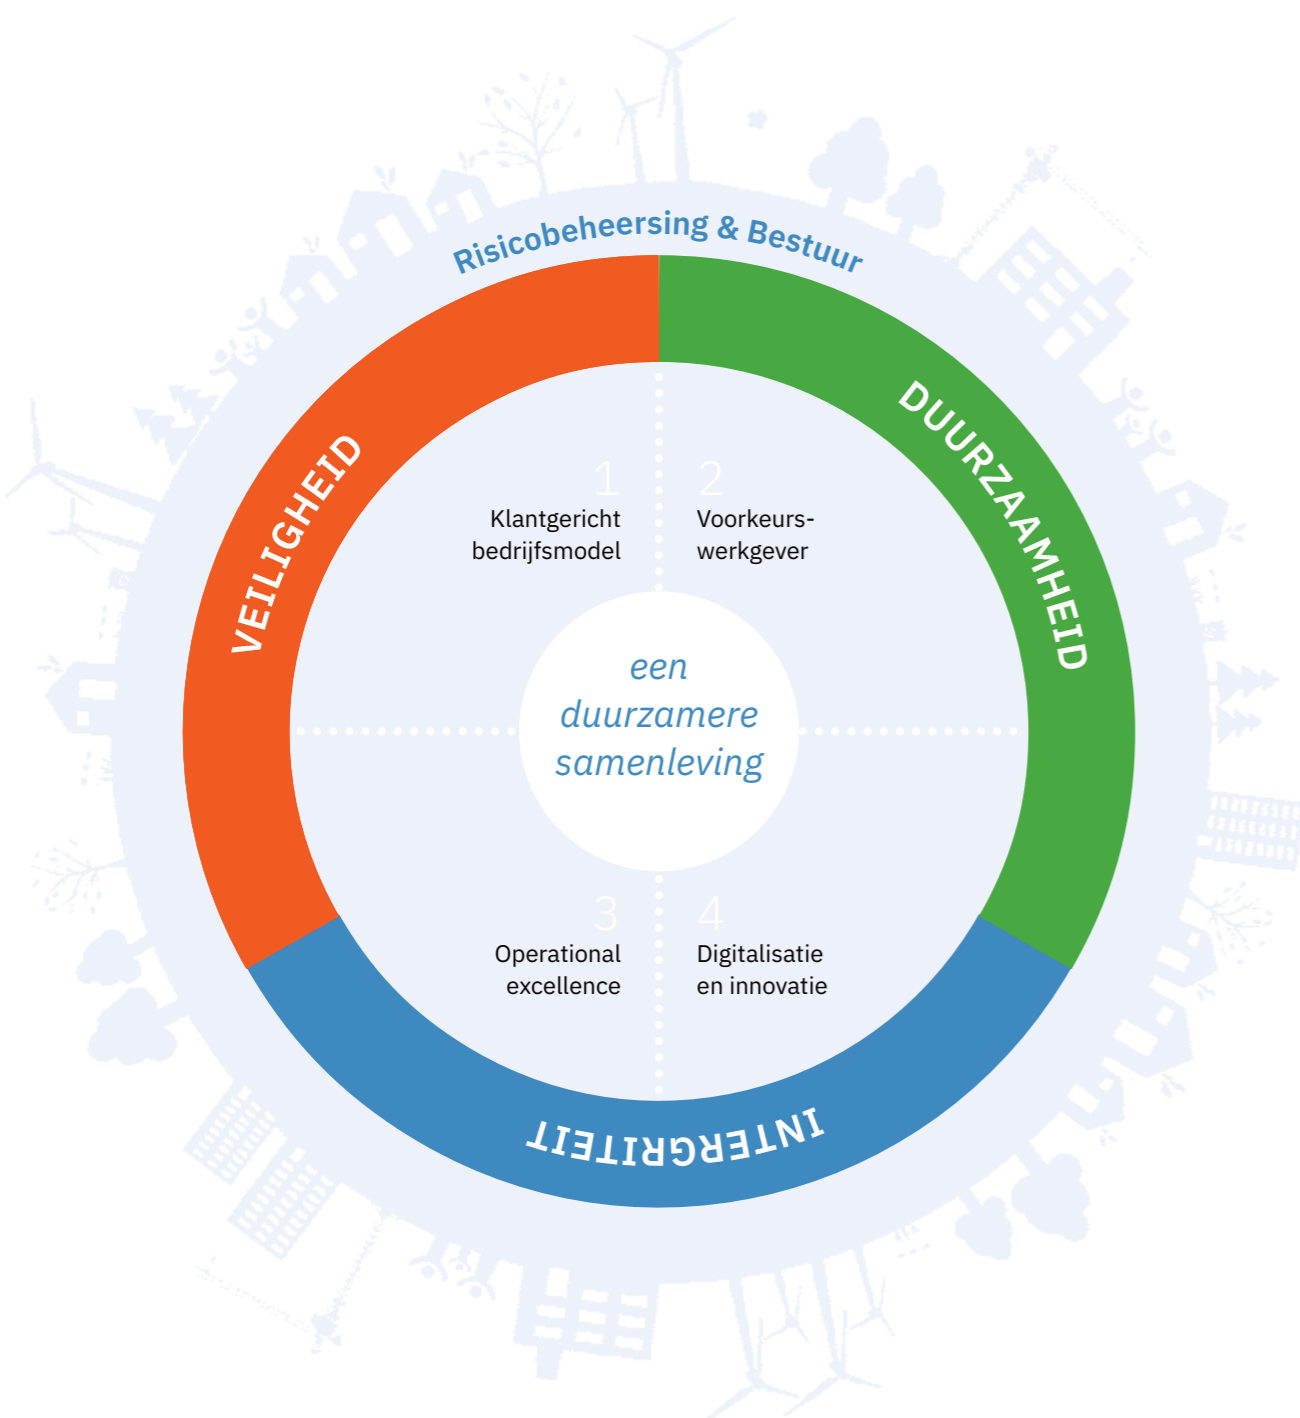 Risicobeheersing & Bestuur
VEILIGHEID
DUURZAAMHEID
1
Klantgericht
bedrijfsmodel
2
Voorkeurs-
werkgever
een
duurzamere
samenleving
3
Operational
excellence
4
Digitalisatie
en innovatie
INTERGRITEIT